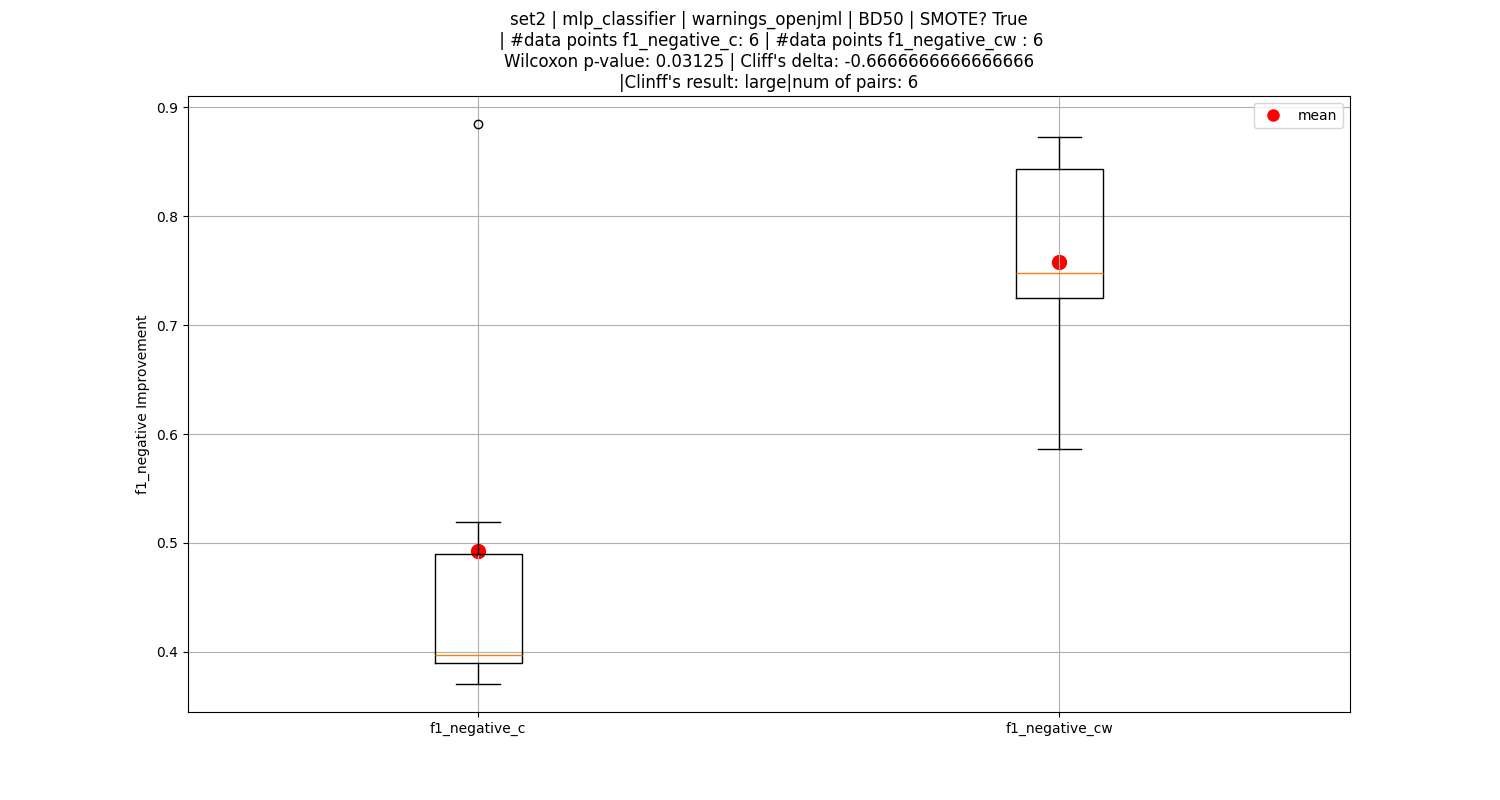 set2 | mlp_classifier | warnings_openjml | BD50 | SMOTE? True
| #data points f1_negative_c: 6 | #data points f1_negative_cw : 6
Wilcoxon p-value: 0.03125 | Cliff's delta: -0.6666666666666666
|Clinff's result: large|num of pairs: 6
mean
0.9
0.8
0.7
0.6
0.5
0.4
f1_negative Improvement
f1_negative_c
f1_negative_cw